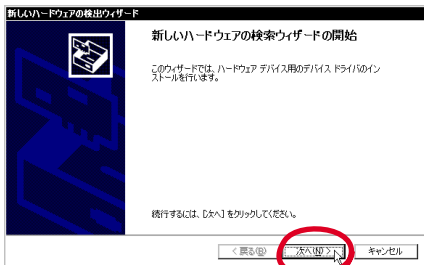 新しいハードウェアの検出ウィザード
新しいハードウェアの検索ウィザードの開始
このウィザードでは、ハードウェア デバイス用のデバイス ドライバのイン
ストールを行います。
続行するには、[次へ] をクリックしてください。
< 戻る(B)
次へ(N) >
キャンセル